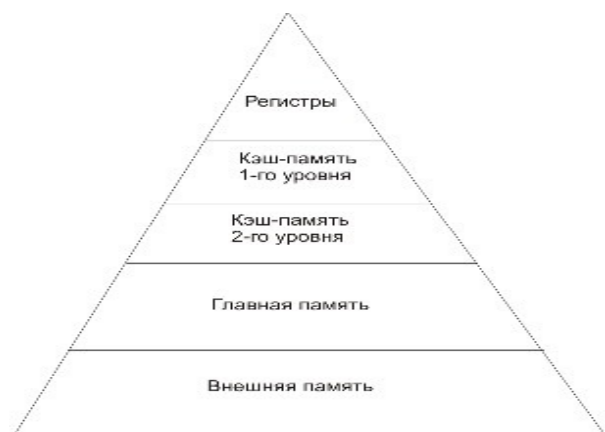 Регистры
Кэш-память
1-го уровня
Кэш-память
2-го уровня
Главная память
Внешняя память